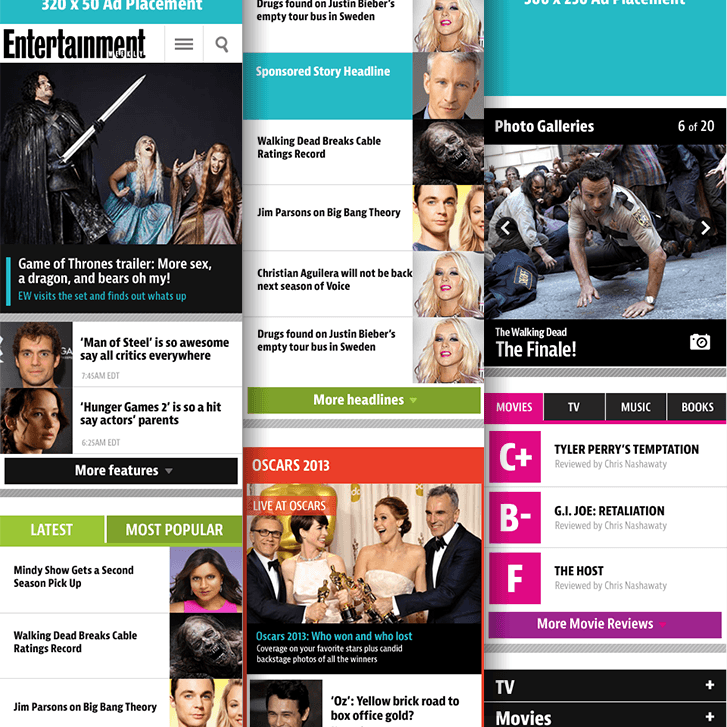 320 x 50 Ad Placement
Entertainment
WEEKLY
Game of Thrones trailer: More sex,
a dragon, and bears oh my!
EW visits the set and finds out whats up
‘Man of Steel’ is so awesome
say all critics everywhere
7:45AM EDT
‘Hunger Games 2’ is so a hit
say actors’ parents
6:25AM EDT
More features
LATEST
MOST POPULAR
Mindy Show Gets a Second
Season Pick Up
Walking Dead Breaks Cable
Ratings Record
Jim Parsons on Big Bang Theory
Drugs found on Justin Bieber’s
empty tour bus in Sweden
Sponsored Story Headline
Walking Dead Breaks Cable
Ratings Record
Jim Parsons on Big Bang Theory
Christian Aguilera will not be back
next season of Voice
Drugs found on Justin Bieber’s
empty tour bus in Sweden
More headlines
OSCARS 2013
LIVE AT OSCARS
Oscars 2013: Who won and who lost
Coverage on your favorite stars plus candid
backstage photos of all the winners
‘Oz’: Yellow brick road to
box office gold?
300 x 250 Ad Placement
Photo Galleries
6 of 20
The Walking Dead
The Finale!
MOVIES
TV
MUSIC
BOOKS
C+
TYLER PERRY’S TEMPTATION
Reviewed by Chris Nashawaty
B-
G.I. JOE: RETALIATION
Reviewed by Chris Nashawaty
F
THE HOST
Reviewed by Chris Nashawaty
More Movie Reviews
TV
+
Movies
+